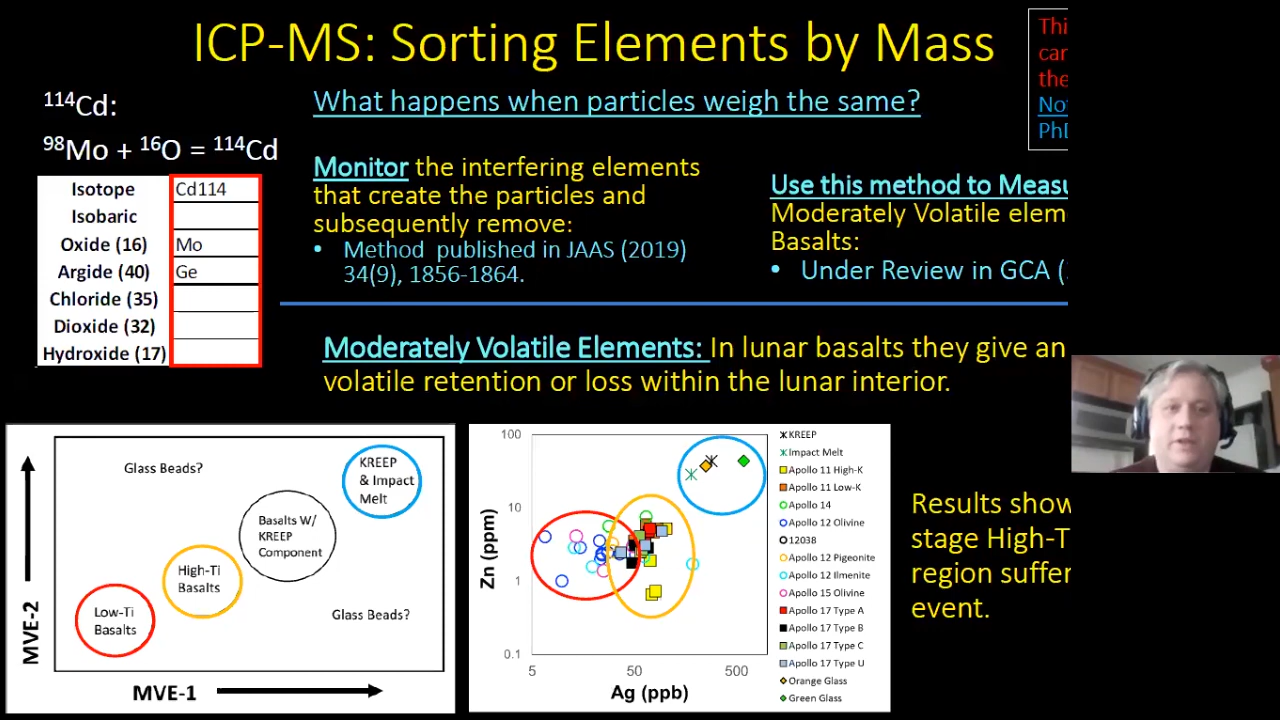 ICP-MS: Sorting Elements by Mass
¹¹⁴Cd:
⁹⁸Mo + ¹⁶O = ¹¹⁴Cd
Isotope Cd114
Isobaric
Oxide (16) Mo
Argide (40) Ge
Chloride (35)
Dioxide (32)
Hydroxide (17)
What happens when particles weigh the same?
Monitor the interfering elements
that create the particles and
subsequently remove:
• Method published in JAAS (2019)
34(9), 1856-1864.
Use this method to Measu
Moderately Volatile elem
Basalts:
• Under Review in GCA (
Thi
car
the
No
PhD
Moderately Volatile Elements: In lunar basalts they give an
volatile retention or loss within the lunar interior.
MVE-2
Glass Beads?
KREEP
& Impact
Melt
Basalts W/
KREEP
Component
High-Ti
Basalts
Low-Ti
Basalts
Glass Beads?
MVE-1
Zn (ppm)
100
10
1
0.1
5 50 500
Ag (ppb)
KREEP
Impact Melt
Apollo 11 High-K
Apollo 11 Low-K
Apollo 14
Apollo 12 Olivine
12038
Apollo 12 Pigeonite
Apollo 12 Ilmenite
Apollo 15 Olivine
Apollo 17 Type A
Apollo 17 Type B
Apollo 17 Type C
Apollo 17 Type U
Orange Glass
Green Glass
Results show
stage High-T
region suffer
event.